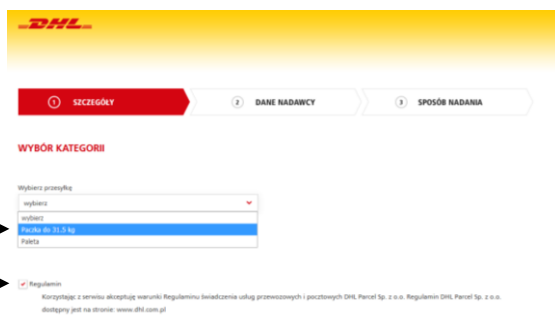 DHL
1 SZCZEGÓŁY 2 DANE NADAWCY 3 SPOSÓB NADANIA
WYBÓR KATEGORII
Wybierz przesyłkę
wybierz
wybierz
Paczka do 31.5 kg
Paleta
Regulamin
Korzystając z serwisu akceptuję warunki Regulaminu świadczenia usług przewozowych i pocztowych DHL Parcel Sp. z o.o. Regulamin DHL Parcel Sp. z o.o.
dostępny jest na stronie: www.dhl.com.pl